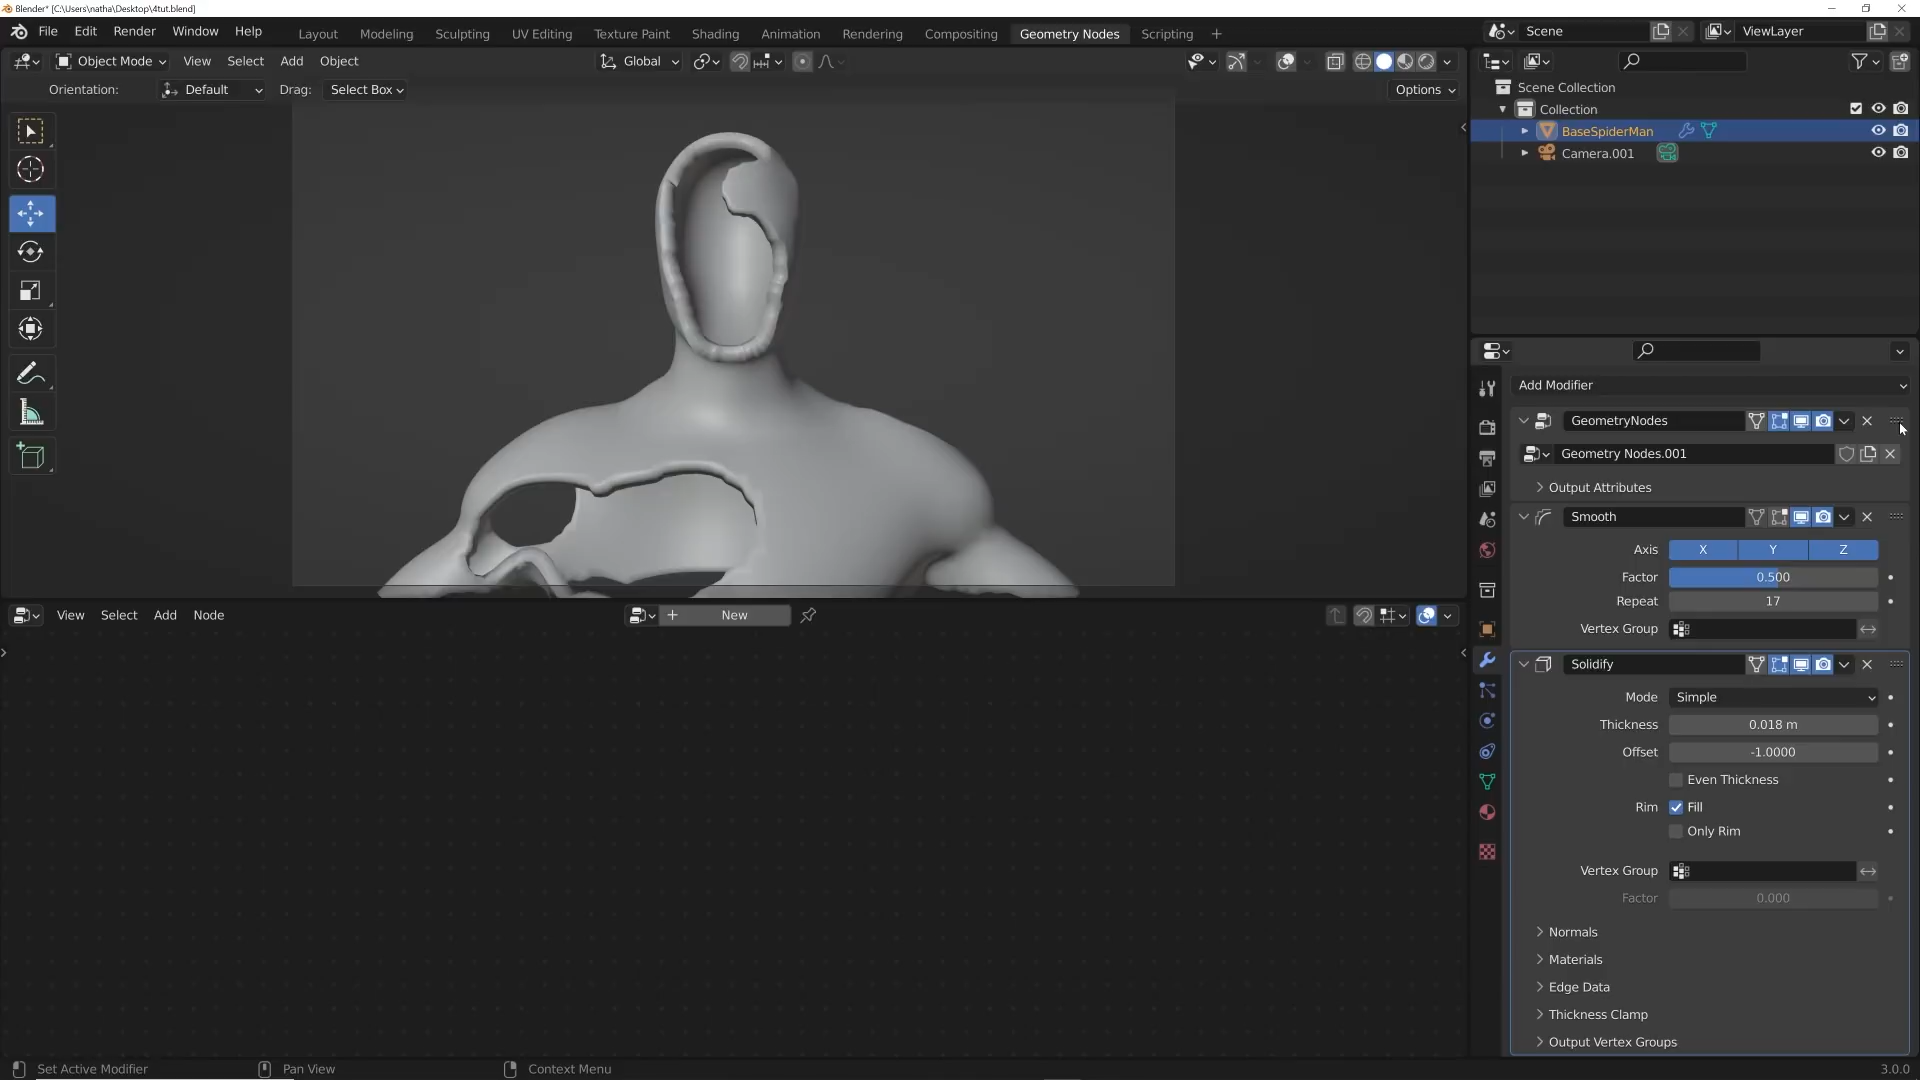 Blender* [C:\Users\natha\Desktop\4tut.blend]
File Edit Render Window Help Layout Modeling Sculpting UV Editing Texture Paint Shading Animation Rendering Compositing Geometry Nodes Scripting + Scene ViewLayer
Object Mode View Select Add Object Global
Orientation: Default Drag: Select Box Options
Scene Collection
Collection
BaseSpiderMan
Camera.001
Add Modifier
GeometryNodes
Geometry Nodes.001
Output Attributes
Smooth
Axis X Y Z
Factor 0.500
Repeat 17
Vertex Group
Solidify
Mode Simple
Thickness 0.018 m
Offset -1.0000
Even Thickness
Rim Fill
Only Rim
Vertex Group
Factor 0.000
Normals
Materials
Edge Data
Thickness Clamp
Output Vertex Groups
View Select Add Node + New
Set Active Modifier Pan View Context Menu 3.0.0